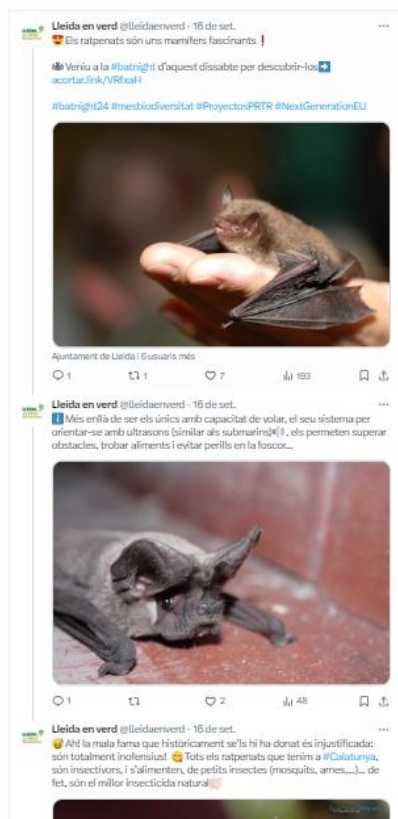 Lleida en verd @lleidaenverd · 16 de set.
😍 Els ratpenats són uns mamífers fascinants❗
🦇 Veniu a la #batnight d'aquest dissabte per descobrir-los ➡️
acortar.link/VRfxaH
#batnight24 #mesbiodiversitat #ProyectosPRTR #NextGenerationEU
Ajuntament de Lleida i 6 usuaris més
1 1 7 193
Lleida en verd @lleidaenverd · 16 de set.
ℹ️ Més enllà de ser els únics amb capacitat de volar, el seu sistema per
orientar-se amb ultrasons (similar als submarins), els permeten superar
obstacles, trobar aliments i evitar perills en la foscor...
1 2 48
Lleida en verd @lleidaenverd · 16 de set.
😅 Ah! la mala fama que històricament se'ls hi ha donat és injustificada:
són totalment inofensius! 😋 Tots els ratpenats que tenim a #Calatunya,
són insectívors, i s'alimenten, de petits insectes (mosquits, arnes,...)... de
fet, són el millor insecticida natural